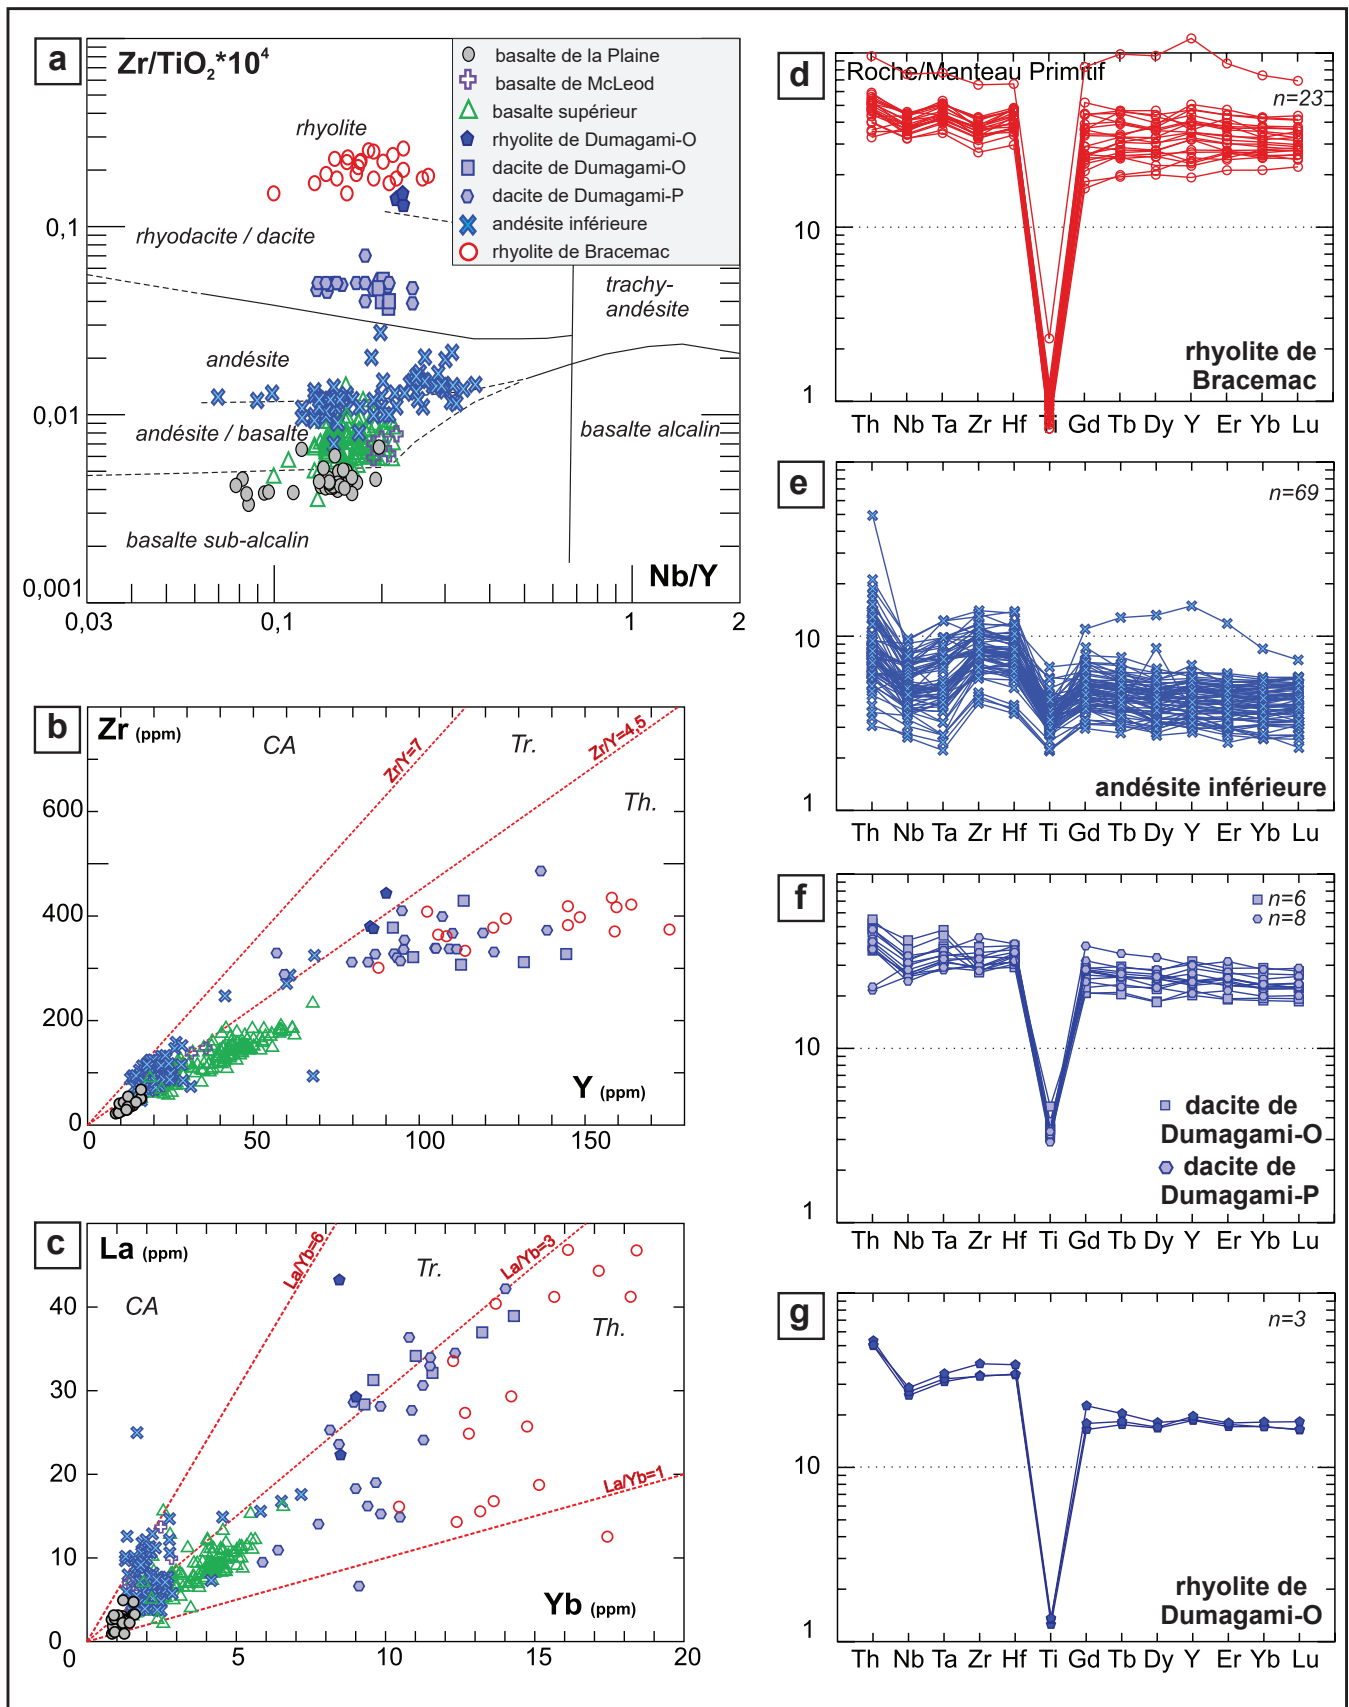 a
Zr/TiO2*10^4
basalte de la Plaine
basalte de McLeod
basalte supérieur
rhyolite de Dumagami-O
dacite de Dumagami-O
dacite de Dumagami-P
andésite inférieure
rhyolite de Bracemac
rhyolite
rhyodacite / dacite
trachy-
andésite
andésite
andésite / basalte
basalte alcalin
basalte sub-alcalin
0,1
0,01
0,001
Nb/Y
0,03
0,1
1
2
b
Zr (ppm)
CA
Tr.
Th.
Zr/Y=7
Zr/Y=4,5
600
400
200
0
Y (ppm)
0
50
100
150
c
La (ppm)
CA
Tr.
Th.
La/Yb=6
La/Yb=3
La/Yb=1
40
30
20
10
0
Yb (ppm)
0
5
10
15
20
d
Roche/Manteau Primitif
n=23
10
1
rhyolite de
Bracemac
Th Nb Ta Zr Hf Ti Gd Tb Dy Y Er Yb Lu
e
n=69
10
1
andésite inférieure
Th Nb Ta Zr Hf Ti Gd Tb Dy Y Er Yb Lu
f
n=6
n=8
10
1
dacite de
Dumagami-O
dacite de
Dumagami-P
Th Nb Ta Zr Hf Ti Gd Tb Dy Y Er Yb Lu
g
n=3
10
1
rhyolite de
Dumagami-O
Th Nb Ta Zr Hf Ti Gd Tb Dy Y Er Yb Lu